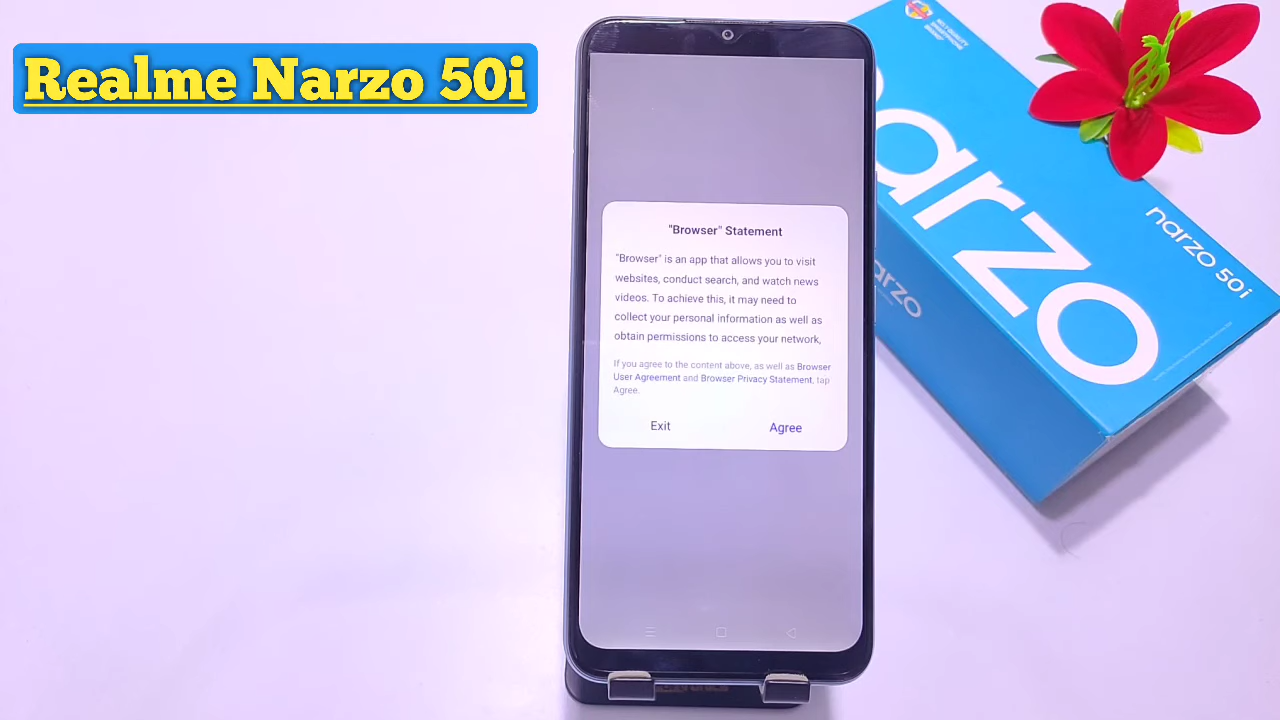 Realme Narzo 50i
narzo
narzo 50i
narzo
"Browser" Statement
"Browser" is an app that allows you to visit
websites, conduct search, and watch news
videos. To achieve this, it may need to
collect your personal information as well as
obtain permissions to access your network,
If you agree to the content above, as well as Browser
User Agreement and Browser Privacy Statement, tap
Agree.
Exit
Agree